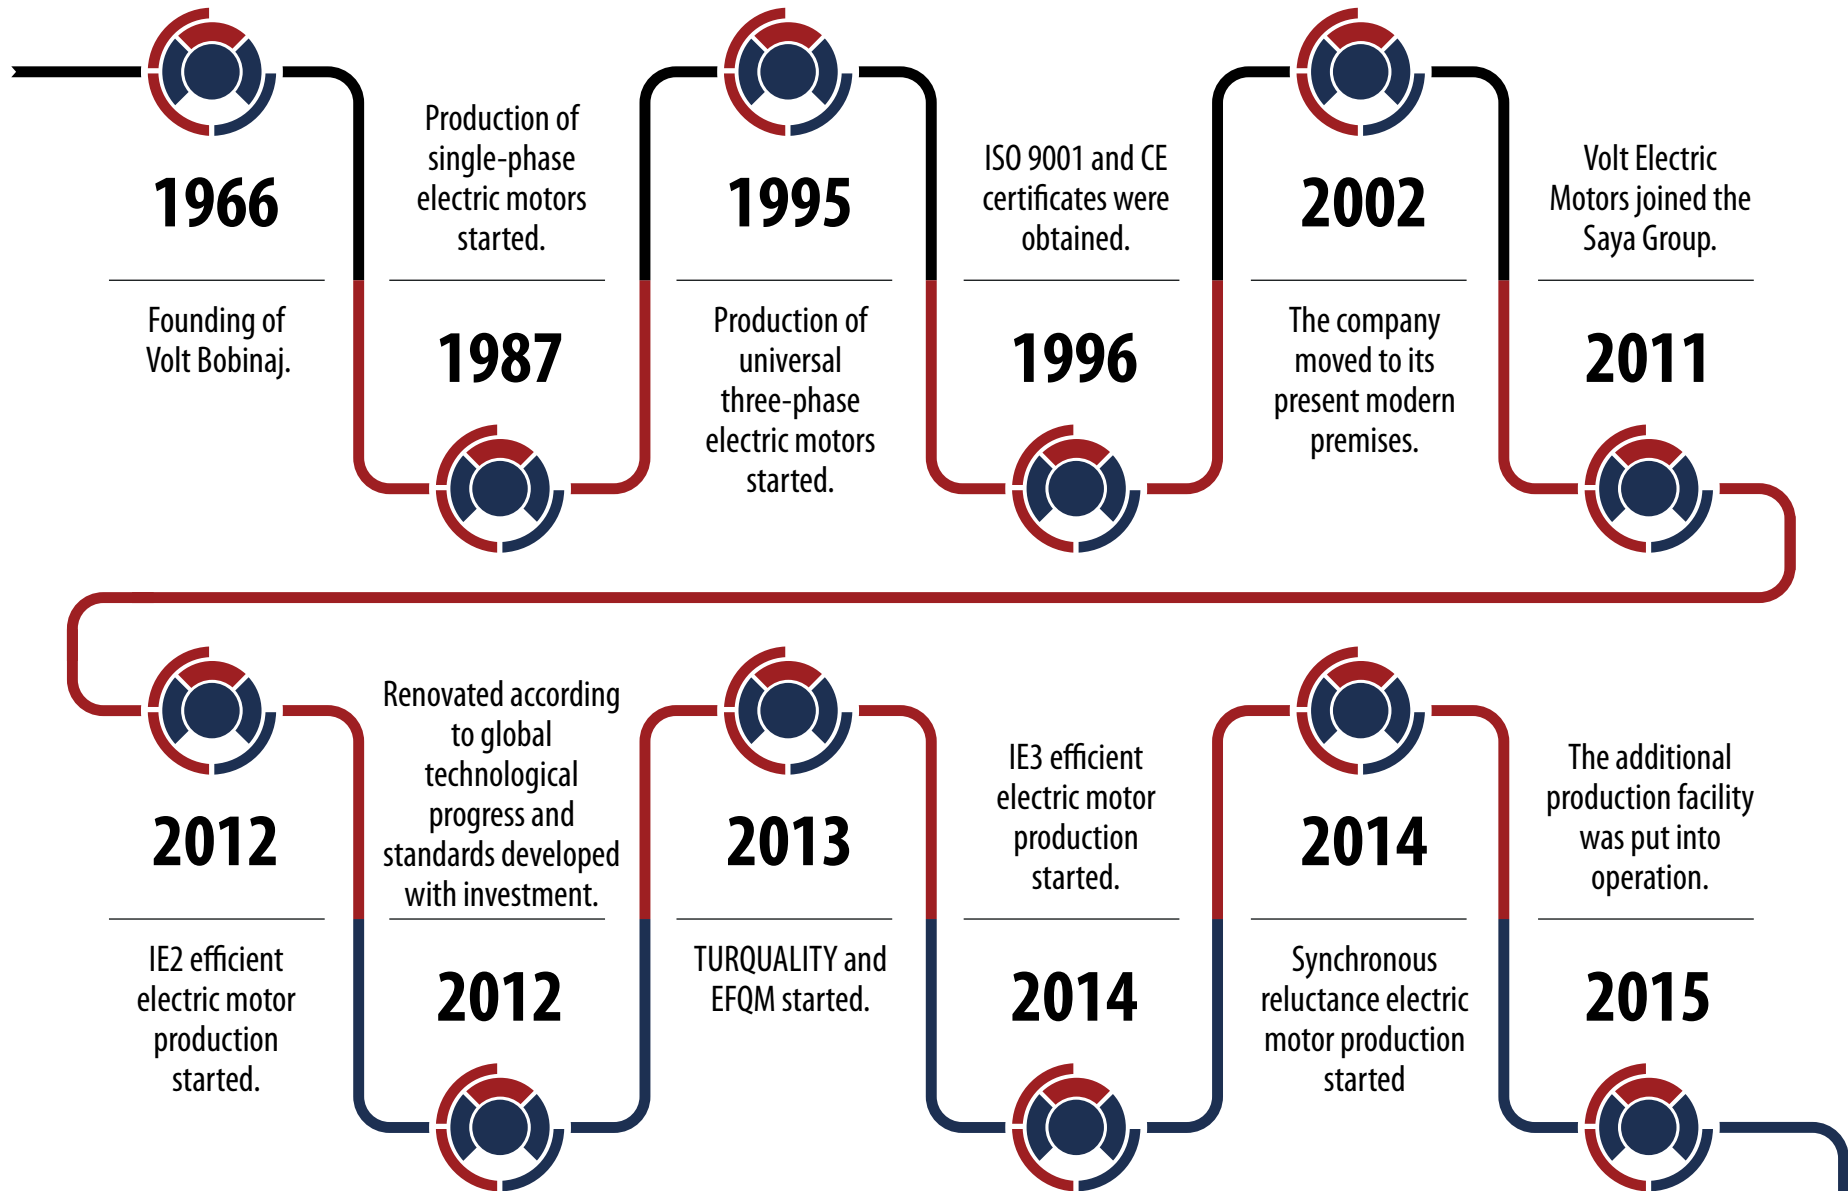 1966
Founding of
Volt Bobinaj.
Production of
single-phase
electric motors
started.
1987
1995
Production of
universal
three-phase
electric motors
started.
ISO 9001 and CE
certificates were
obtained.
1996
2002
The company
moved to its
present modern
premises.
Volt Electric
Motors joined the
Saya Group.
2011
2012
IE2 efficient
electric motor
production
started.
Renovated according
to global
technological
progress and
standards developed
with investment.
2012
2013
TURQUALITY and
EFQM started.
IE3 efficient
electric motor
production
started.
2014
2014
Synchronous
reluctance electric
motor production
started
The additional
production facility
was put into
operation.
2015